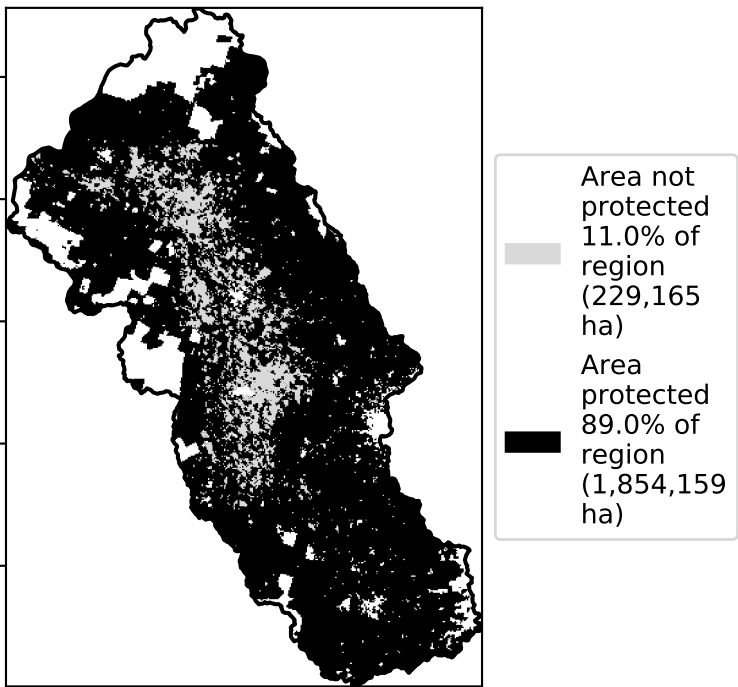 Area not
protected
11.0% of
region
(229,165
ha)
Area
protected
89.0% of
region
(1,854,159
ha)